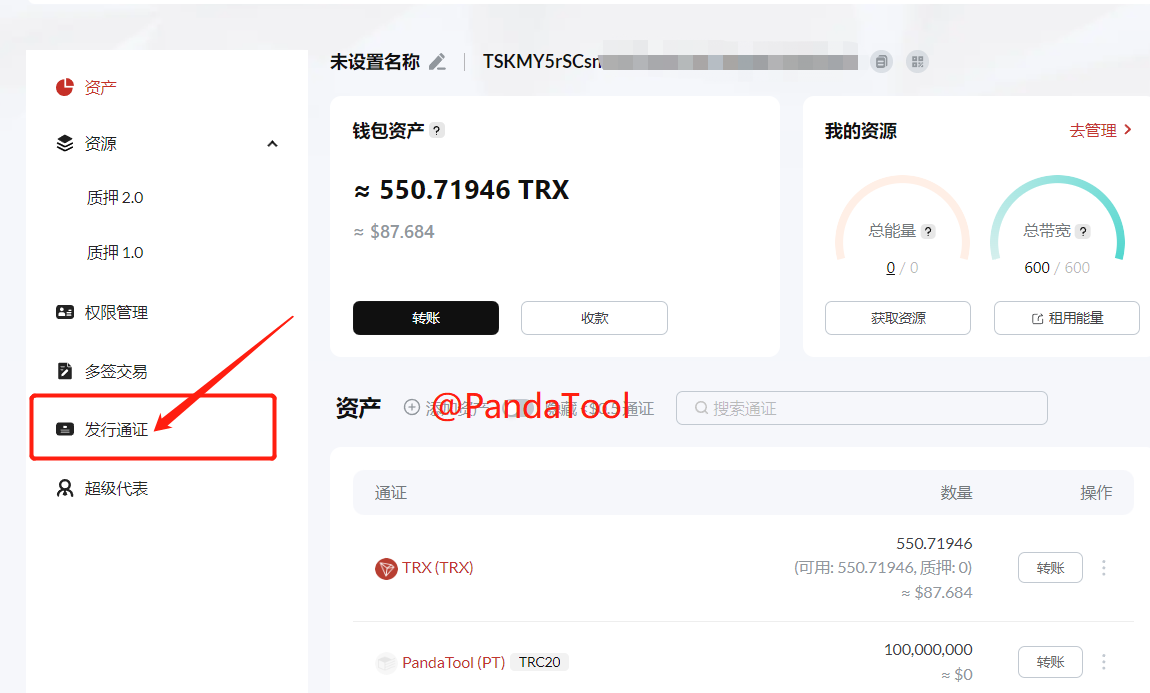 未设置名称
TSKMY5rSCsn
资产
资源
质押 2.0
质押 1.0
权限管理
多签交易
发行通证
超级代表
钱包资产 ?
≈ 550.71946 TRX
≈ $87.684
转账
收款
我的资源
去管理
总能量 ?
0 / 0
总带宽 ?
600 / 600
获取资源
租用能量
资产
@PandaTool
通证
搜索通证
通证
数量
操作
TRX (TRX)
550.71946
(可用: 550.71946, 质押: 0)
≈ $87.684
转账
PandaTool (PT)
TRC20
100,000,000
≈ $0
转账